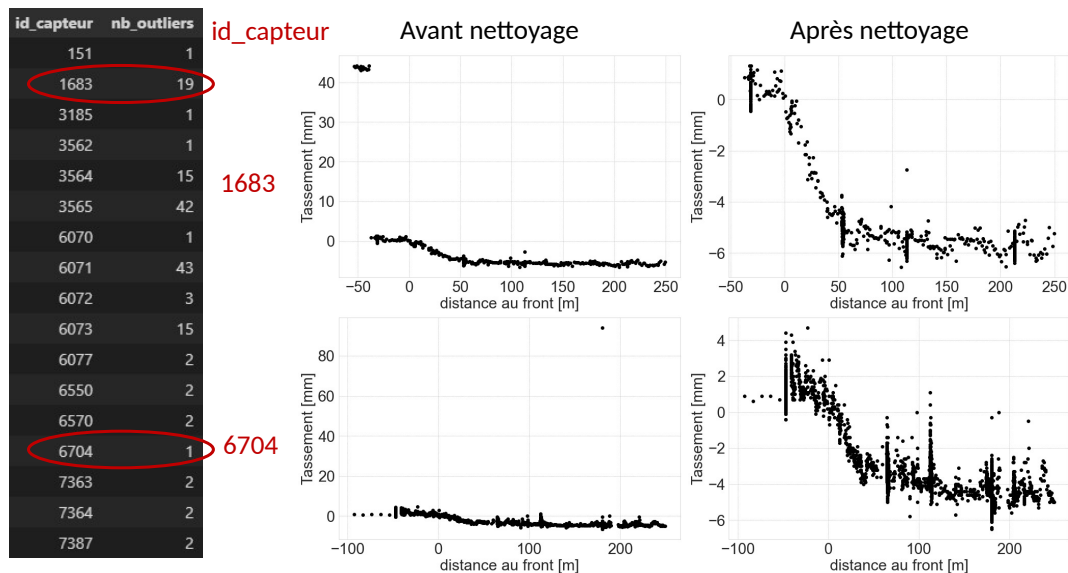 id_capteur nb_outliers
151 1
1683 19
3185 1
3562 1
3564 15
3565 42
6070 1
6071 43
6072 3
6073 15
6077 2
6550 2
6570 2
6704 1
7363 2
7364 2
7387 2
id_capteur
Avant nettoyage
Après nettoyage
1683
Tassement [mm]
40
30
20
10
0
−50 0 50 100 150 200 250
distance au front [m]
Tassement [mm]
0
−2
−4
−6
−50 0 50 100 150 200 250
distance au front [m]
6704
Tassement [mm]
80
60
40
20
0
−100 0 100 200
distance au front [m]
Tassement [mm]
4
2
0
−2
−4
−6
−100 0 100 200
distance au front [m]